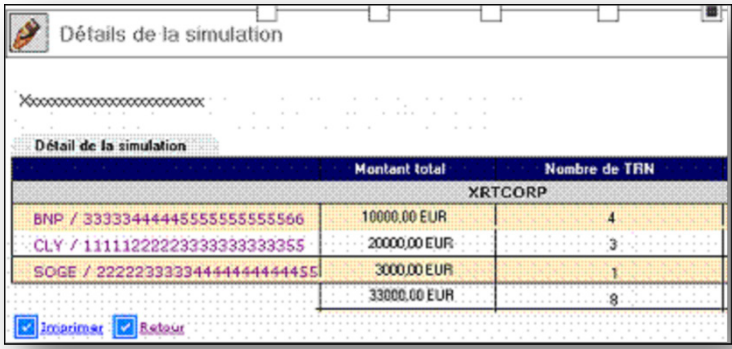 Détails de la simulation
Xxxxxxxxxxxxxxxxxxxxxxxx
Détail de la simulation
Montant total Nombre de TRN
XRTCORP
BNP / 33333444445555555555566 10000,00 EUR 4
CLY / 11111222223333333333355 20000,00 EUR 3
SOGE / 22222333334444444444455 3000,00 EUR 1
33000,00 EUR 8
Imprimer Retour